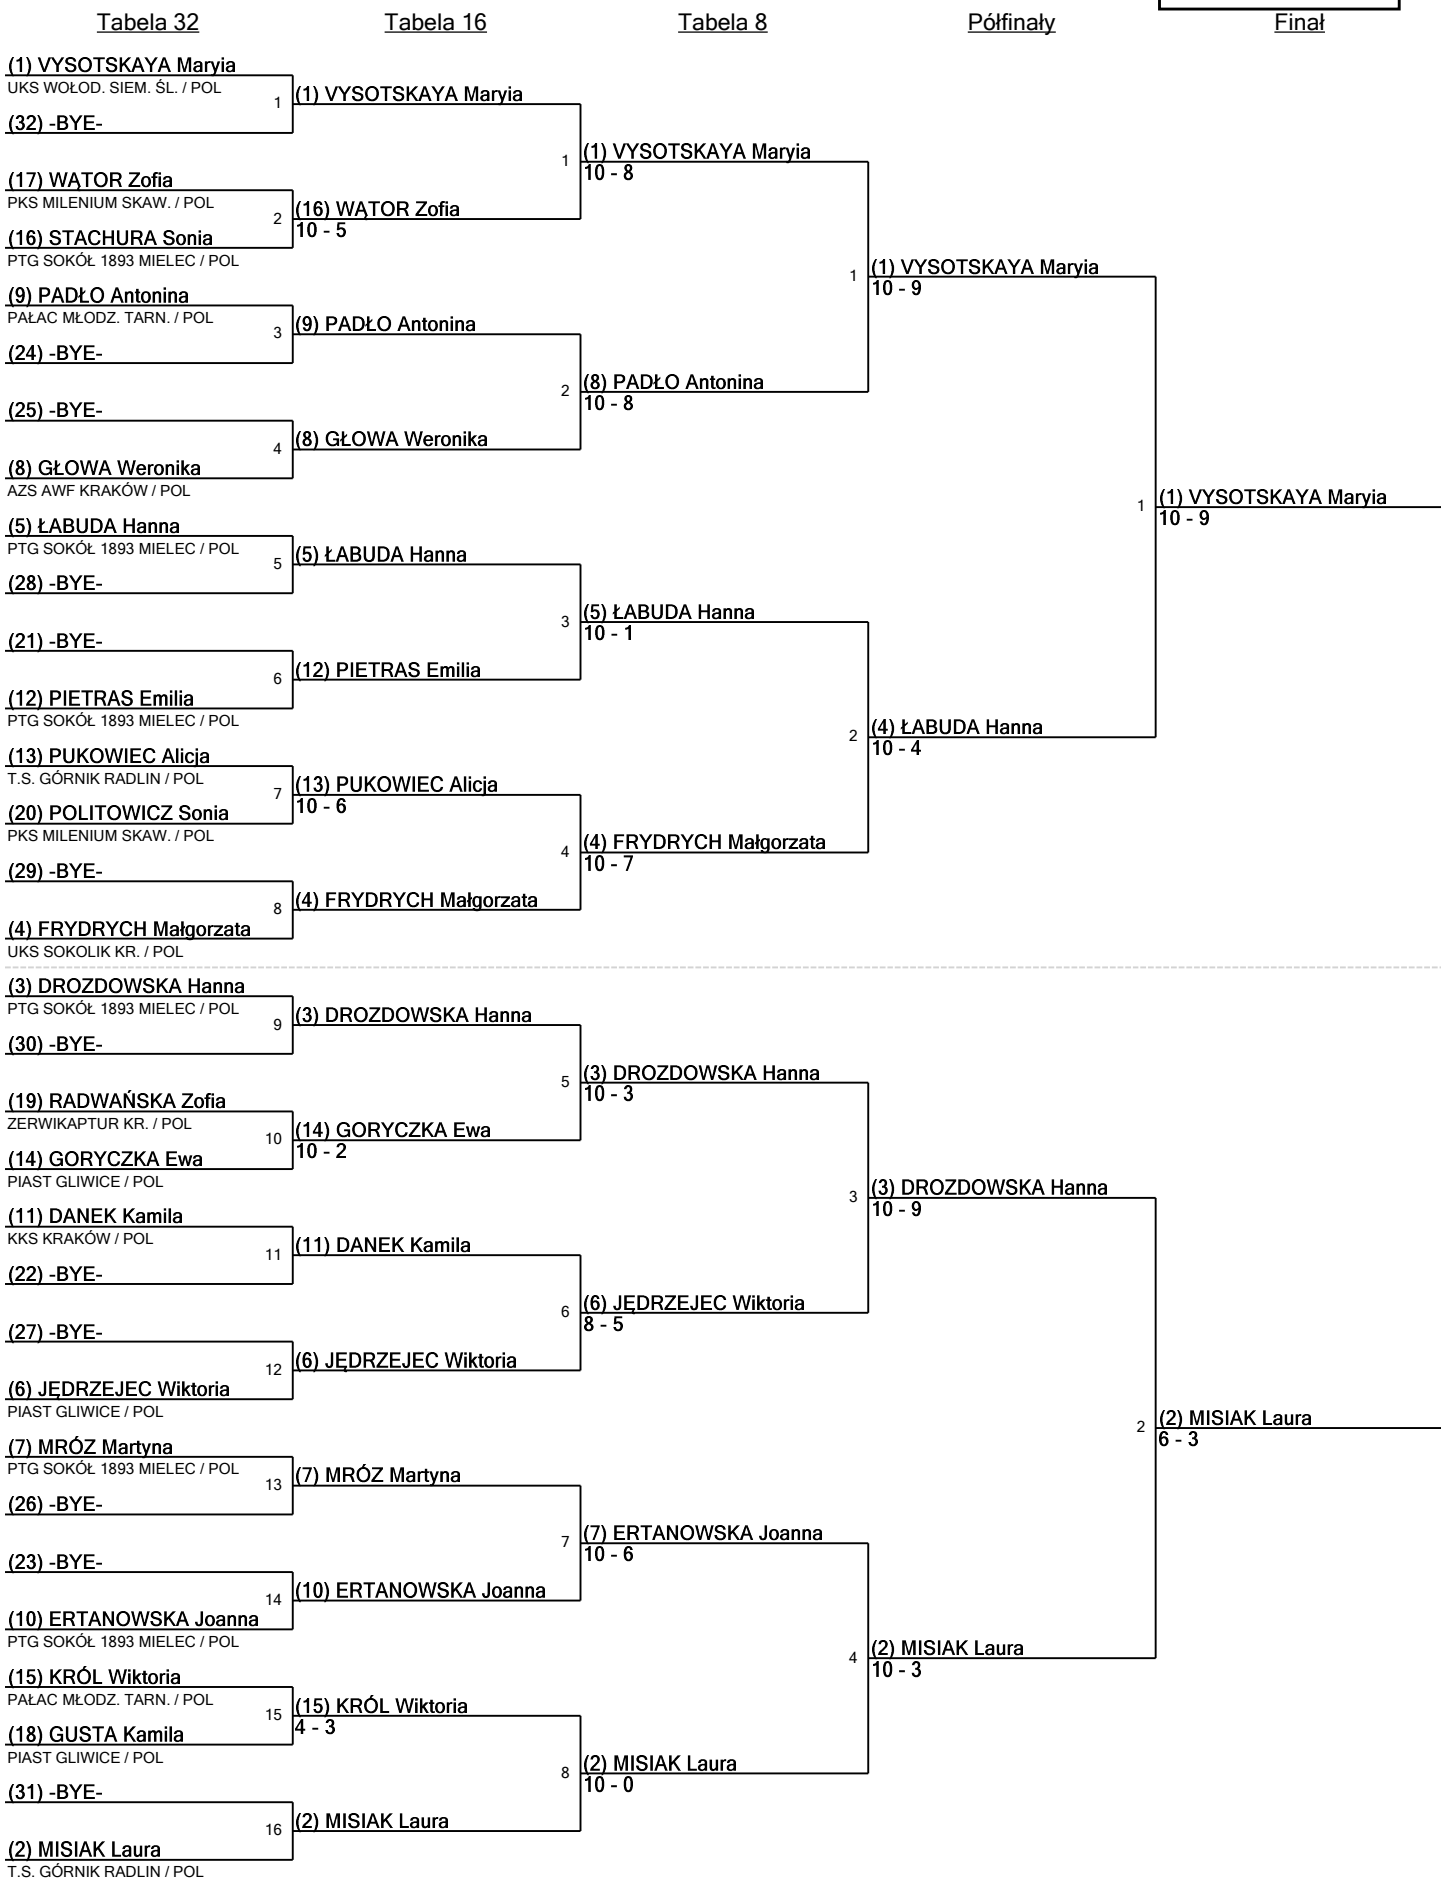 Tabela 32
Tabela 16
Tabela 8
Półfinały
Finał
(1) VYSOTSKAYA Maryia
UKS WOŁOD. SIEM. ŚL. / POL
1
(32) -BYE-
(17) WĄTOR Zofia
PKS MILENIUM SKAW. / POL
2
(16) STACHURA Sonia
PTG SOKÓŁ 1893 MIELEC / POL
(9) PADŁO Antonina
PAŁAC MŁODZ. TARN. / POL
3
(24) -BYE-
(25) -BYE-
4
(8) GŁOWA Weronika
AZS AWF KRAKÓW / POL
(5) ŁABUDA Hanna
PTG SOKÓŁ 1893 MIELEC / POL
5
(28) -BYE-
(21) -BYE-
6
(12) PIETRAS Emilia
PTG SOKÓŁ 1893 MIELEC / POL
(13) PUKOWIEC Alicja
T.S. GÓRNIK RADLIN / POL
7
(20) POLITOWICZ Sonia
PKS MILENIUM SKAW. / POL
(29) -BYE-
8
(4) FRYDRYCH Małgorzata
UKS SOKOLIK KR. / POL
(3) DROZDOWSKA Hanna
PTG SOKÓŁ 1893 MIELEC / POL
9
(30) -BYE-
(19) RADWAŃSKA Zofia
ZERWIKAPTUR KR. / POL
10
(14) GORYCZKA Ewa
PIAST GLIWICE / POL
(11) DANEK Kamila
KKS KRAKÓW / POL
11
(22) -BYE-
(27) -BYE-
12
(6) JĘDRZEJEC Wiktoria
PIAST GLIWICE / POL
(7) MRÓZ Martyna
PTG SOKÓŁ 1893 MIELEC / POL
13
(26) -BYE-
(23) -BYE-
14
(10) ERTANOWSKA Joanna
PTG SOKÓŁ 1893 MIELEC / POL
(15) KRÓL Wiktoria
PAŁAC MŁODZ. TARN. / POL
15
(18) GUSTA Kamila
PIAST GLIWICE / POL
(31) -BYE-
16
(2) MISIAK Laura
T.S. GÓRNIK RADLIN / POL
(1) VYSOTSKAYA Maryia
1
(16) WĄTOR Zofia
10 - 5
(9) PADŁO Antonina
2
(8) GŁOWA Weronika
(5) ŁABUDA Hanna
3
(12) PIETRAS Emilia
(13) PUKOWIEC Alicja
10 - 6
4
(4) FRYDRYCH Małgorzata
(3) DROZDOWSKA Hanna
5
(14) GORYCZKA Ewa
10 - 2
(11) DANEK Kamila
6
(6) JĘDRZEJEC Wiktoria
(7) MRÓZ Martyna
7
(10) ERTANOWSKA Joanna
(15) KRÓL Wiktoria
4 - 3
8
(2) MISIAK Laura
(1) VYSOTSKAYA Maryia
10 - 8
1
(8) PADŁO Antonina
10 - 8
(5) ŁABUDA Hanna
10 - 1
2
(4) FRYDRYCH Małgorzata
10 - 7
(3) DROZDOWSKA Hanna
10 - 3
3
(6) JĘDRZEJEC Wiktoria
8 - 5
(7) ERTANOWSKA Joanna
10 - 6
4
(2) MISIAK Laura
10 - 0
(1) VYSOTSKAYA Maryia
10 - 9
1
(4) ŁABUDA Hanna
10 - 4
(3) DROZDOWSKA Hanna
10 - 9
2
(2) MISIAK Laura
10 - 3
(1) VYSOTSKAYA Maryia
10 - 9
(2) MISIAK Laura
6 - 3